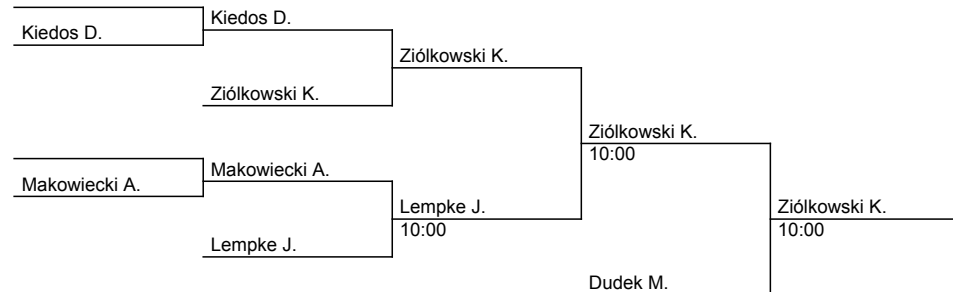 Kiedos D.
Kiedos D.
Ziólkowski K.
Ziólkowski K.
Makowiecki A.
Makowiecki A.
Lempke J.
10:00
Lempke J.
Ziólkowski K.
10:00
Ziólkowski K.
10:00
Dudek M.